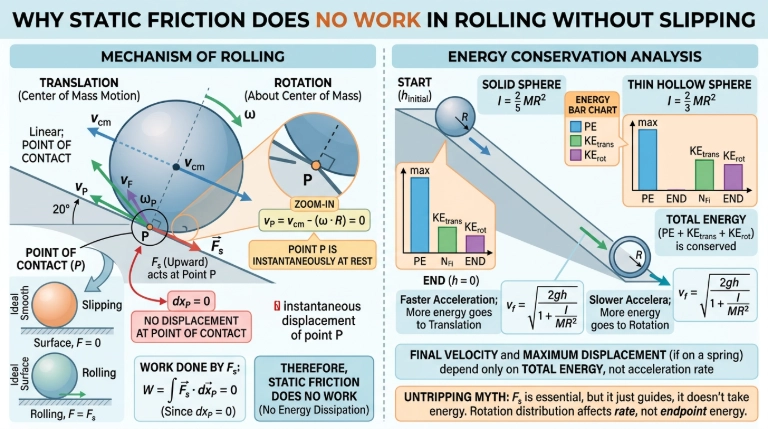 WHY STATIC FRICTION DOES NO WORK IN ROLLING WITHOUT SLIPPING
MECHANISM OF ROLLING
TRANSLATION
(Center of Mass Motion)
ROTATION
(About Center of Mass)
Linear;
POINT OF
CONTACT
v_cm
ω
v_cm
v_P
v_F
ω_P
20°
P
P
F_s
ZOOM-IN
v_P = v_cm - (ω · R) = 0
POINT P IS
INSTANTANEOUSLY AT REST
F_s (Upward)
acts at Point P
POINT OF
CONTACT (P)
Ideal
Smooth
Slipping
Surface, F = 0
Ideal
Surface
Rolling
Rolling, F = F_s
dx_P = 0
NO DISPLACEMENT
AT POINT OF CONTACT
instantaneous
displacement
of point P
WORK DONE BY F_s:
W = ∫ F_s · dx_P = 0
(Since dx_P = 0)
THEREFORE,
STATIC FRICTION
DOES NO WORK
(No Energy Dissipation)
ENERGY CONSERVATION ANALYSIS
START
(h_initial)
SOLID SPHERE
I = 2/5 MR²
THIN HOLLOW SPHERE
I = 2/3 MR²
R
ENERGY
BAR CHART
PE
KE_trans
KE_rot
max
KE_trans
KE_rot
PE
END
N_Fi
END
max
KE_trans
KE_rot
PE
N_Fi
END
TOTAL ENERGY
(PE + KE_trans + KE_rot)
is conserved
R
END (h = 0)
Faster Acceleration;
More energy goes
to Translation
v_f = √(2gh / (1 + I/MR²))
Slower Accelera;
More energy
goes to Rotation
v_f = √(2gh / (1 + I/MR²))
FINAL VELOCITY and MAXIMUM DISPLACEMENT (if on a spring)
depend only on TOTAL ENERGY, not acceleration rate
UNTRIPPING MYTH: F_s is essential, but it just guides, it doesn't take
energy. Rotation distribution affects rate, not endpoint energy.